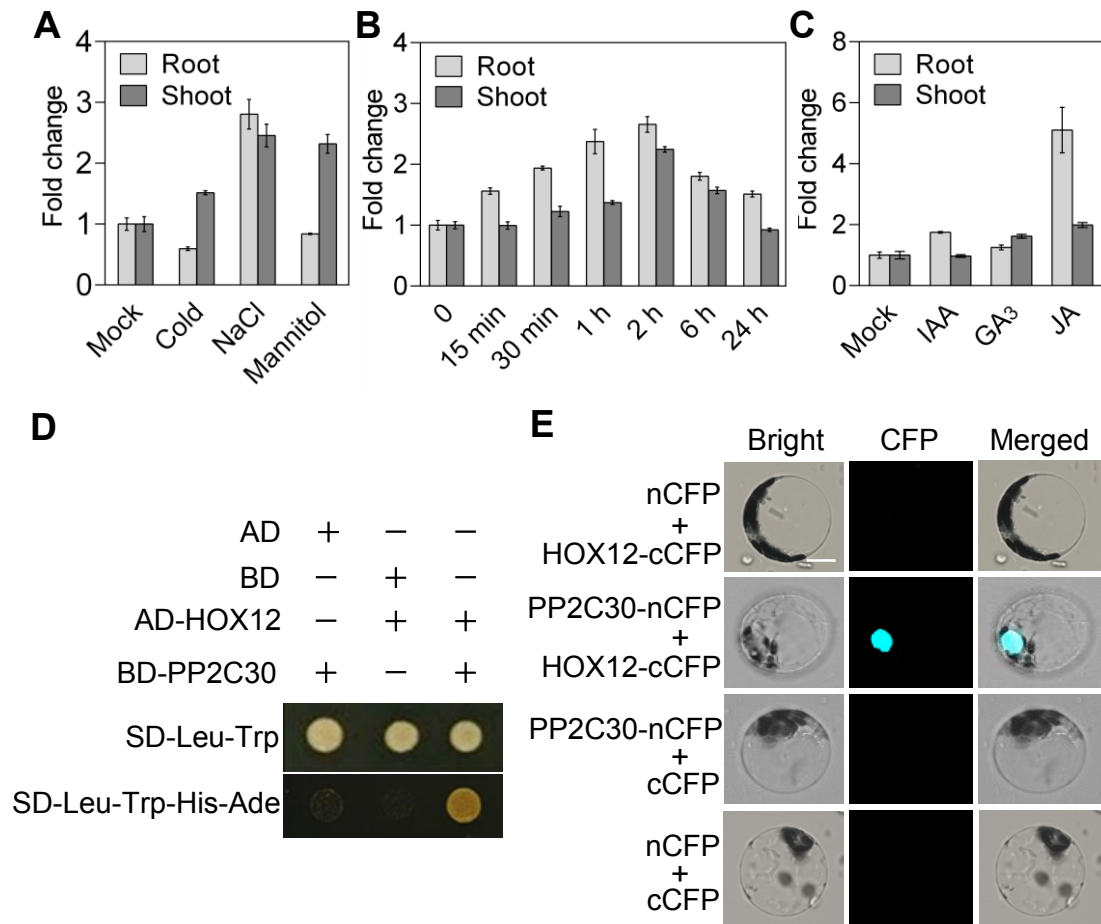 A
Fold change
4
3
2
1
0
Root
Shoot
Mock
Cold
NaCl
Mannitol
B
Fold change
4
3
2
1
0
Root
Shoot
0
15 min
30 min
1 h
2 h
6 h
24 h
C
Fold change
8
6
4
2
0
Root
Shoot
Mock
IAA
GA3
JA
D
AD + − −
BD − + −
AD-HOX12 − + +
BD-PP2C30 + − +
SD-Leu-Trp
SD-Leu-Trp-His-Ade
E
Bright CFP Merged
nCFP
+
HOX12-cCFP
PP2C30-nCFP
+
HOX12-cCFP
PP2C30-nCFP
+
cCFP
nCFP
+
cCFP